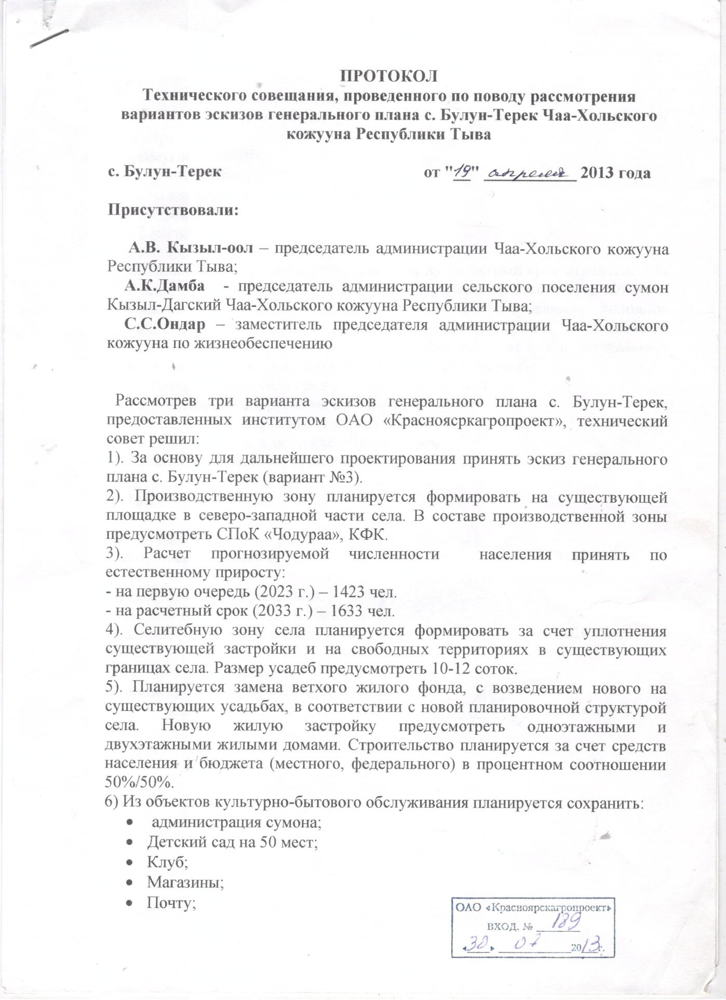 ПРОТОКОЛ
Технического совещания, проведенного по поводу рассмотрения
вариантов эскизов генерального плана с. Булун-Терек Чаа-Хольского
кожууна Республики Тыва
с. Булун-Терек от "19" апреля 2013 года
Присутствовали:
А.В. Кызыл-оол – председатель администрации Чаа-Хольского кожууна
Республики Тыва;
А.К.Дамба - председатель администрации сельского поселения сумон
Кызыл-Дагский Чаа-Хольского кожууна Республики Тыва;
С.С.Ондар – заместитель председателя администрации Чаа-Хольского
кожууна по жизнеобеспечению
Рассмотрев три варианта эскизов генерального плана с. Булун-Терек,
предоставленных институтом ОАО «Красноясркагропроект», технический
совет решил:
1). За основу для дальнейшего проектирования принять эскиз генерального
плана с. Булун-Терек (вариант №3).
2). Производственную зону планируется формировать на существующей
площадке в северо-западной части села. В составе производственной зоны
предусмотреть СПоК «Чодураа», КФК.
3). Расчет прогнозируемой численности населения принять по
естественному приросту:
- на первую очередь (2023 г.) – 1423 чел.
- на расчетный срок (2033 г.) – 1633 чел.
4). Селитебную зону села планируется формировать за счет уплотнения
существующей застройки и на свободных территориях в существующих
границах села. Размер усадеб предусмотреть 10-12 соток.
5). Планируется замена ветхого жилого фонда, с возведением нового на
существующих усадьбах, в соответствии с новой планировочной структурой
села. Новую жилую застройку предусмотреть одноэтажными и
двухэтажными жилыми домами. Строительство планируется за счет средств
населения и бюджета (местного, федерального) в процентном соотношении
50%/50%.
6) Из объектов культурно-бытового обслуживания планируется сохранить:
• администрация сумона;
• Детский сад на 50 мест;
• Клуб;
• Магазины;
• Почту;
ОАО «Красноярскагропроект»
ВХОД. № 189
«30» 07 2013г.